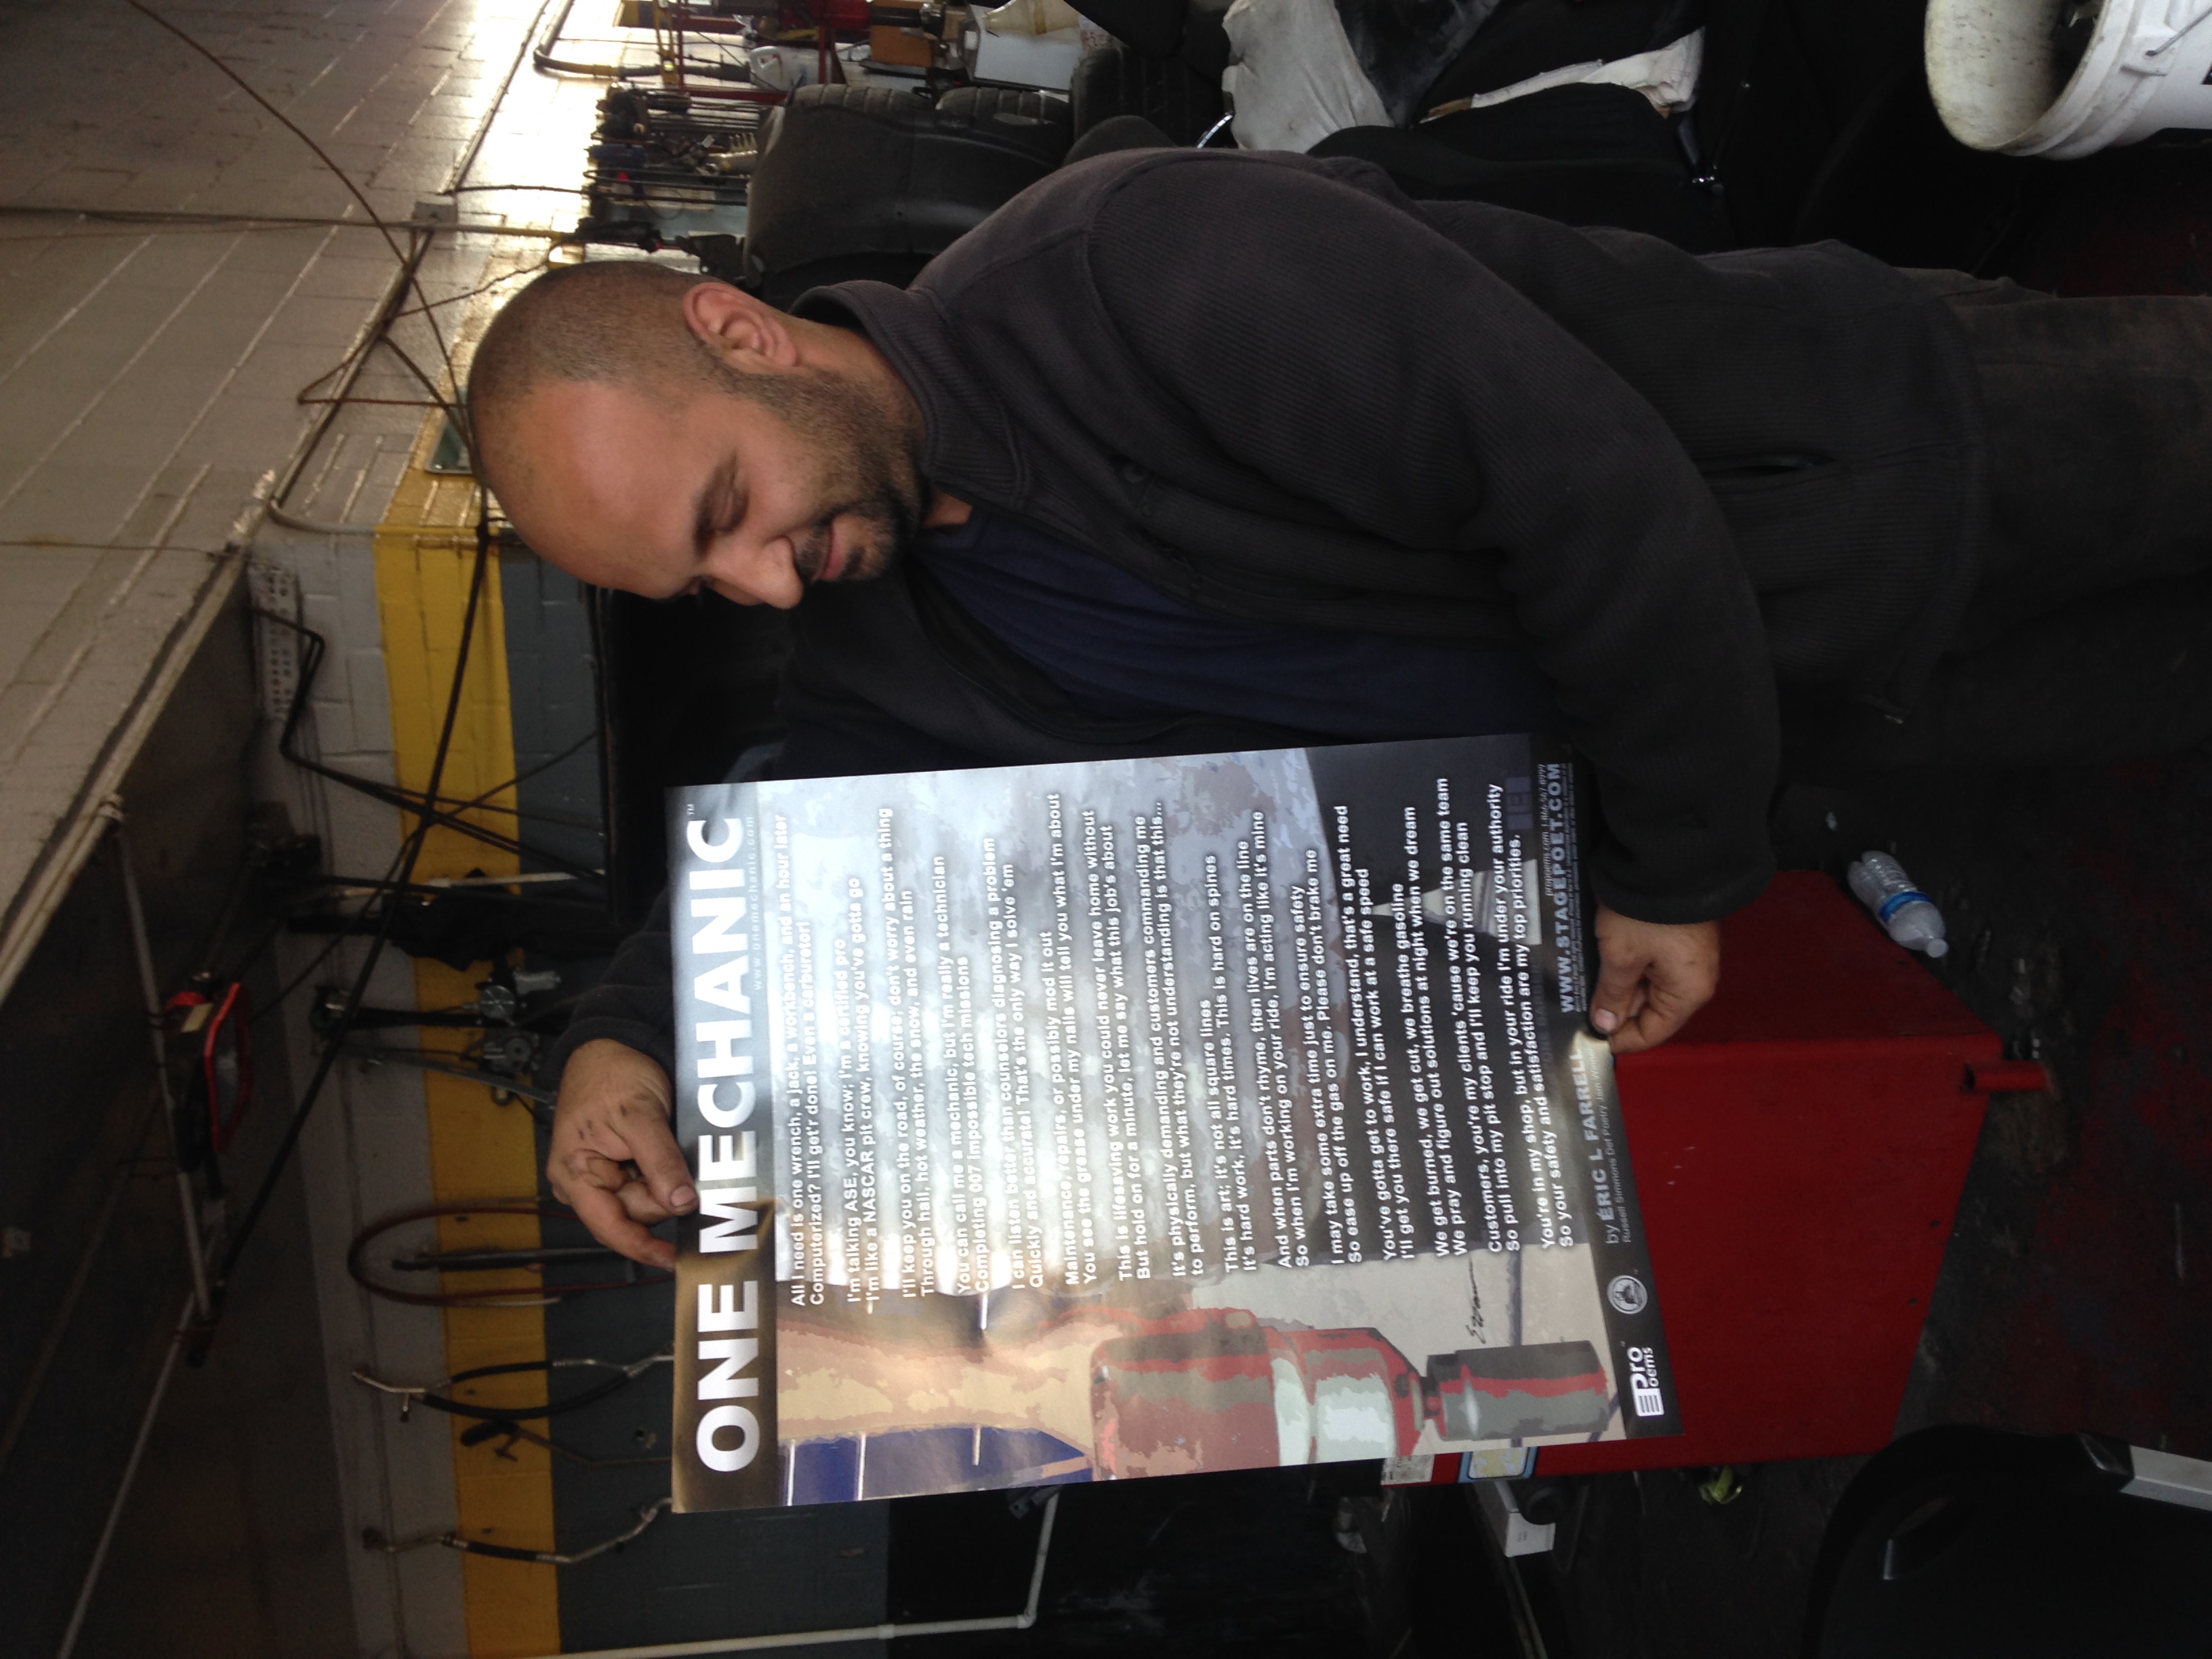 ONE MECHANIC™
www.onemechanic.com
All I need is one wrench, a jack, a workbench, and an hour later
Computerized? I'll get'r done! Even a carburetor!
I'm talking ASE, you know; I'm a certified pro
I'm like a NASCAR pit crew, knowing you've gotta go
I'll keep you on the road, of course; don't worry about a thing
Through hail, hot weather, the snow, and even rain
You can call me a mechanic, but I'm really a technician
Completing 007 impossible tech missions
I can listen better than counselors diagnosing a problem
Quickly and accurate! That's the only way I solve 'em
Maintenance, repairs, or possibly mod it out
You see the grease under my nails will tell you what I'm about
This is lifesaving work you could never leave home without
But hold on for a minute, let me say what this job's about
It's physically demanding and customers commanding me
to perform, but what they're not understanding is that this...
This is art; it's not all square lines
It's hard work, it's hard times. This is hard on spines
And when parts don't rhyme, then lives are on the line
So when I'm working on your ride, I'm acting like it's mine
I may take some extra time just to ensure safety
So ease up off the gas on me. Please don't brake me
You've gotta get to work, I understand, that's a great need
I'll get you there safe if I can work at a safe speed
We get burned, we get cut, we breathe gasoline
We pray and figure out solutions at night when we dream
Customers, you're my clients 'cause we're on the same team
So pull into my pit stop and I'll keep you running clean
You're in my shop, but in your ride I'm under your authority
So your safety and satisfaction are my top priorities.
Pro
oems
by ERIC L FARRELL
Russell Simmons Def Poetry Jam
WWW.STAGEPOET.COM
propoems.com